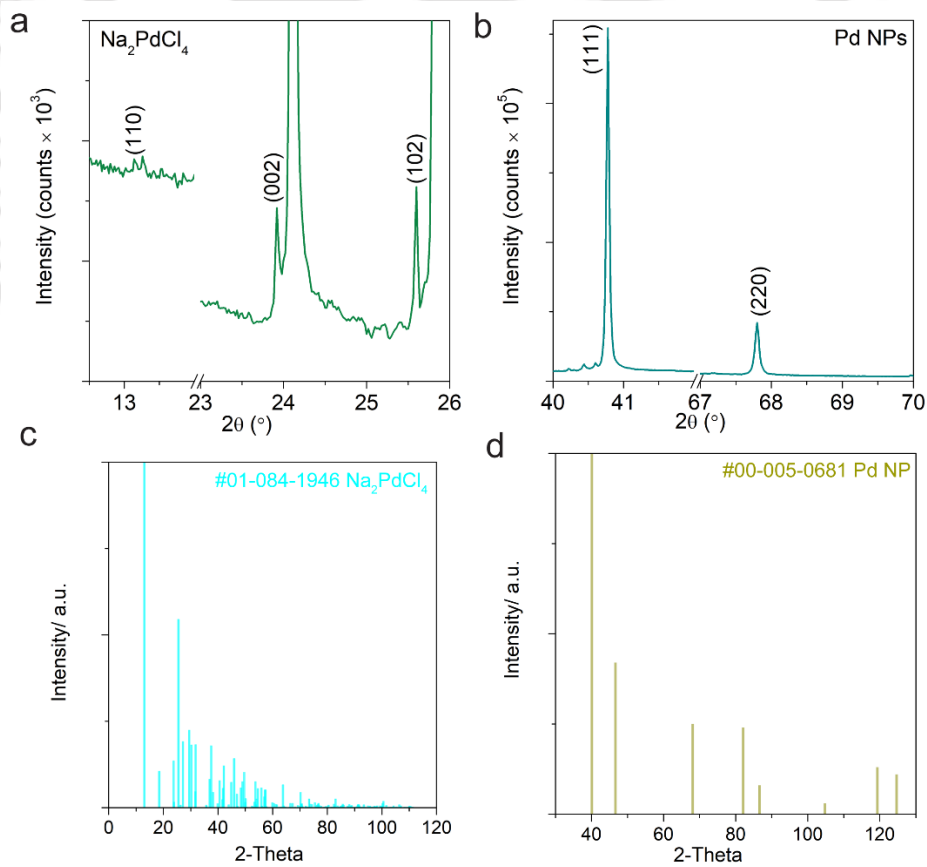 a
Na₂PdCl₄
Intensity (counts × 10³)
(110)
(002)
(102)
13
23
24
25
26
2θ (°)
b
Pd NPs
Intensity (counts × 10⁵)
(111)
(220)
40
41
67
68
69
70
2θ (°)
c
#01-084-1946 Na₂PdCl₄
Intensity/ a.u.
0
20
40
60
80
100
120
2-Theta
d
#00-005-0681 Pd NP
Intensity/ a.u.
40
60
80
100
120
2-Theta